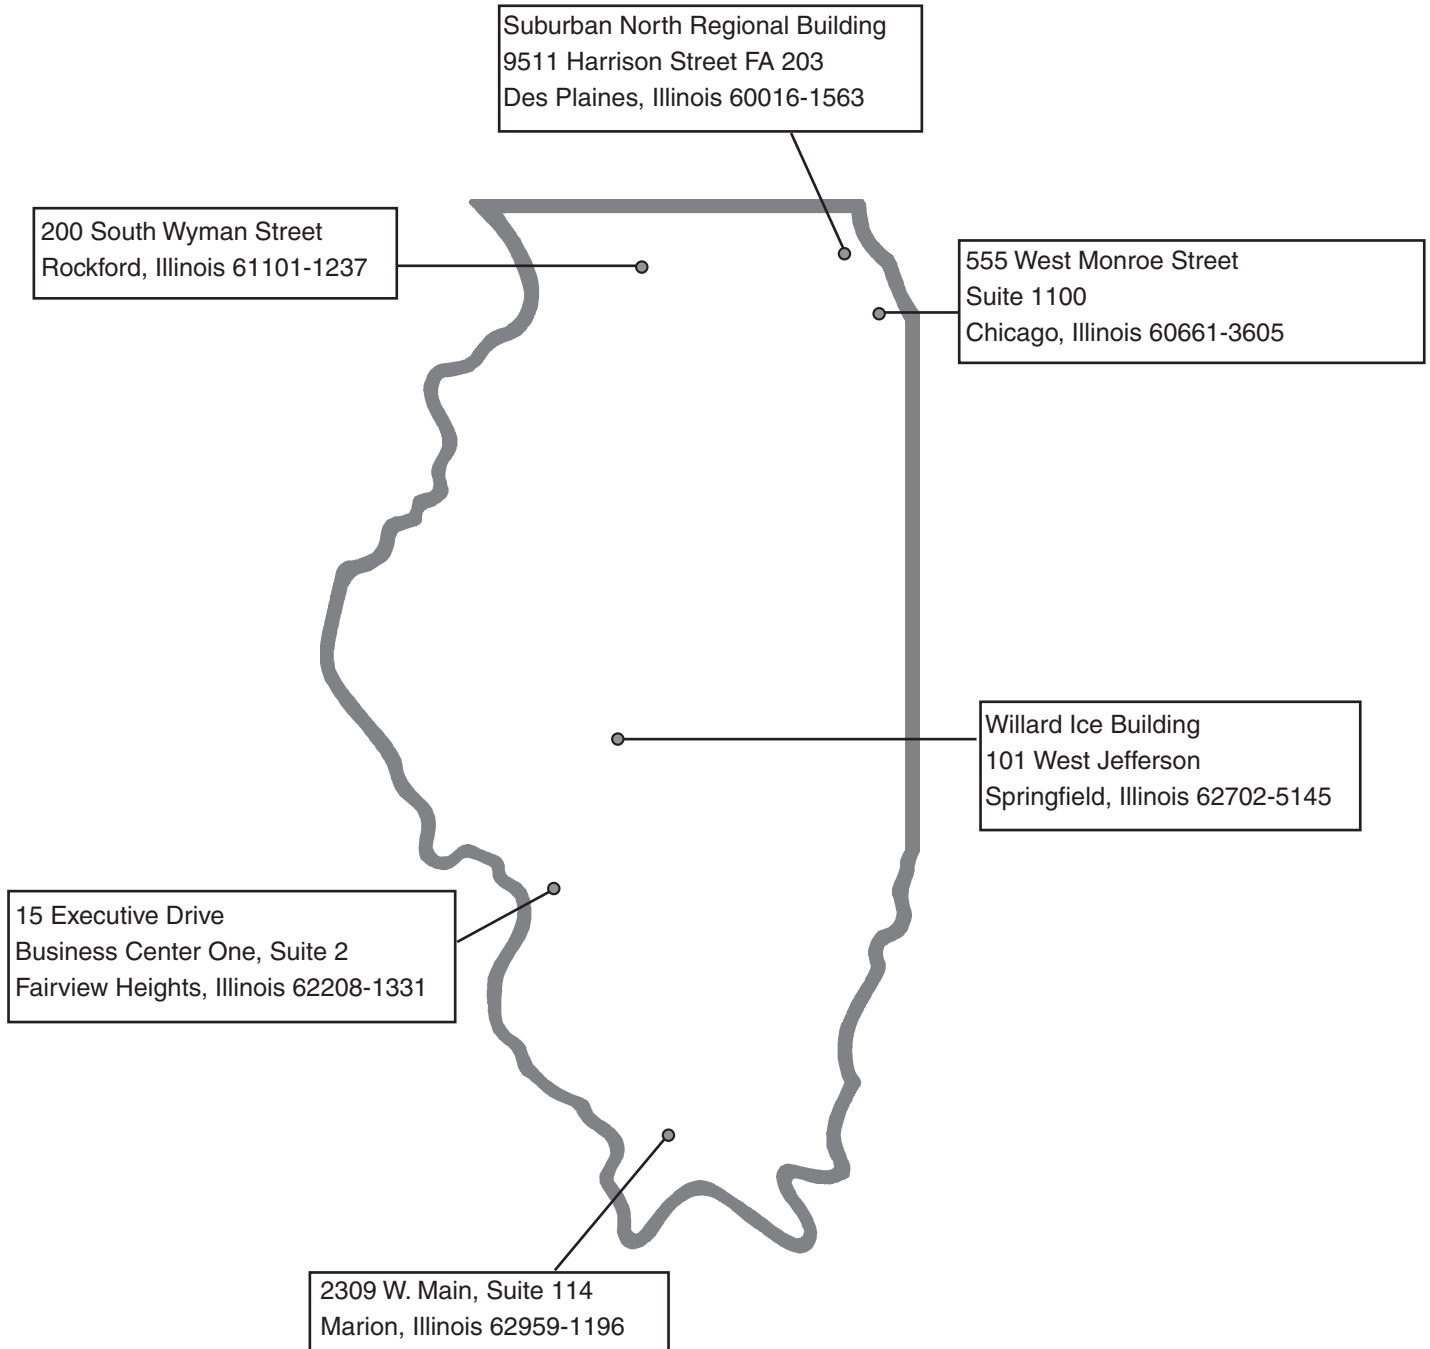 Suburban North Regional Building
9511 Harrison Street FA 203
Des Plaines, Illinois 60016-1563
200 South Wyman Street
Rockford, Illinois 61101-1237
555 West Monroe Street
Suite 1100
Chicago, Illinois 60661-3605
Willard Ice Building
101 West Jefferson
Springfield, Illinois 62702-5145
15 Executive Drive
Business Center One, Suite 2
Fairview Heights, Illinois 62208-1331
2309 W. Main, Suite 114
Marion, Illinois 62959-1196